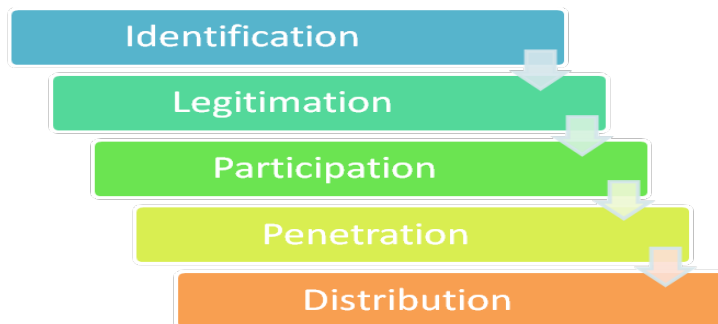 Identification
Legitimation
Participation
Penetration
Distribution